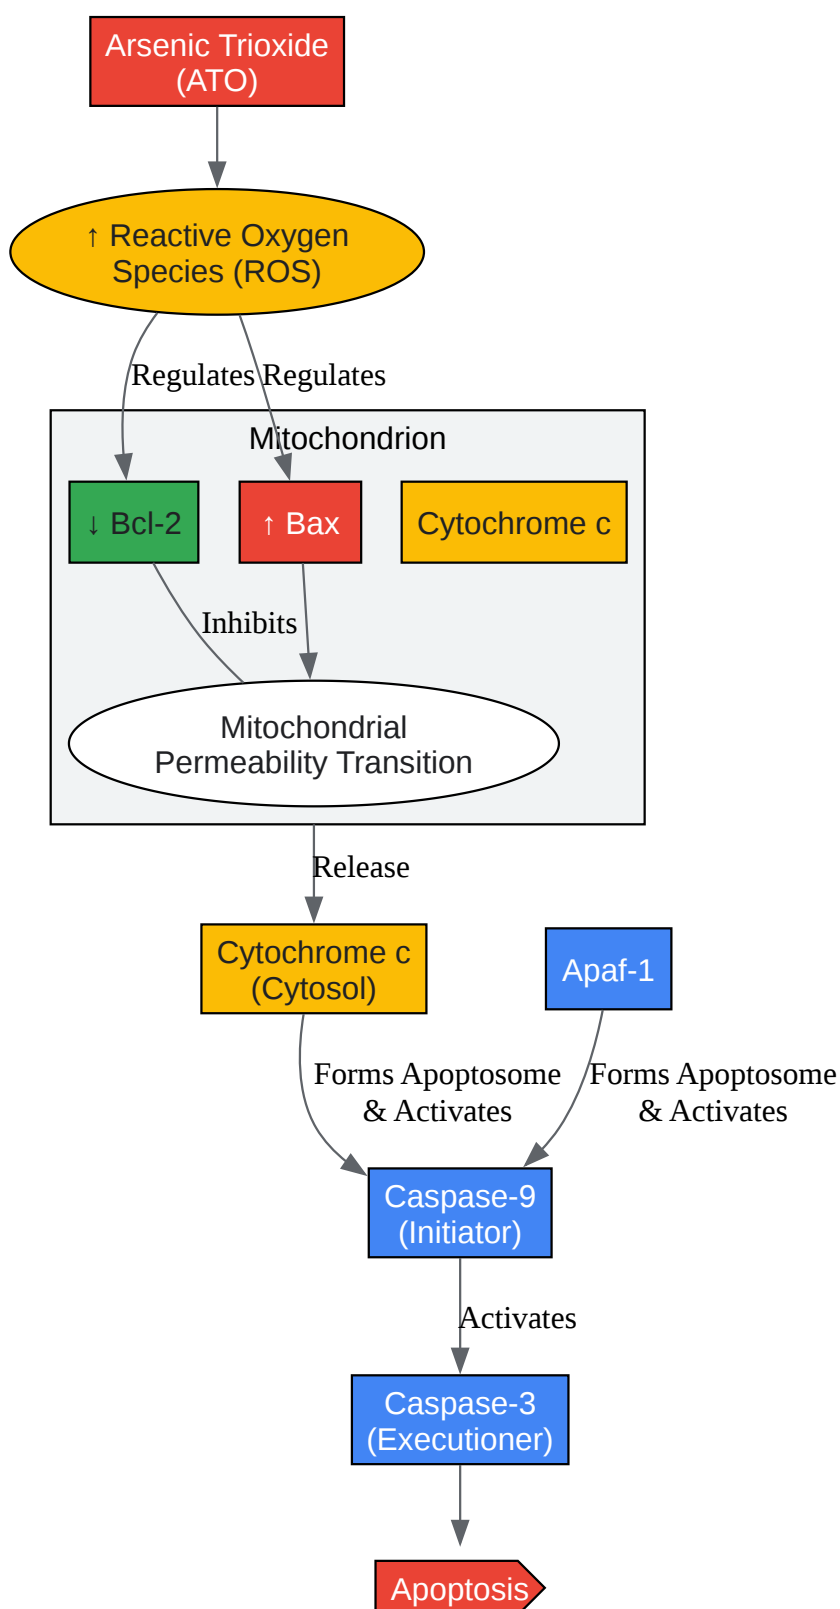 Arsenic Trioxide
(ATO)
↑ Reactive Oxygen
Species (ROS)
Regulates
Regulates
Mitochondrion
↓ Bcl-2
↑ Bax
Cytochrome c
Inhibits
Mitochondrial
Permeability Transition
Release
Cytochrome c
(Cytosol)
Apaf-1
Forms Apoptosome
& Activates
Forms Apoptosome
& Activates
Caspase-9
(Initiator)
Activates
Caspase-3
(Executioner)
Apoptosis